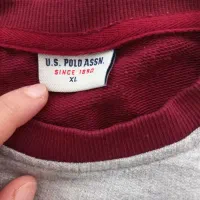 U.S. POLO ASSN.
SINCE 1890
XL